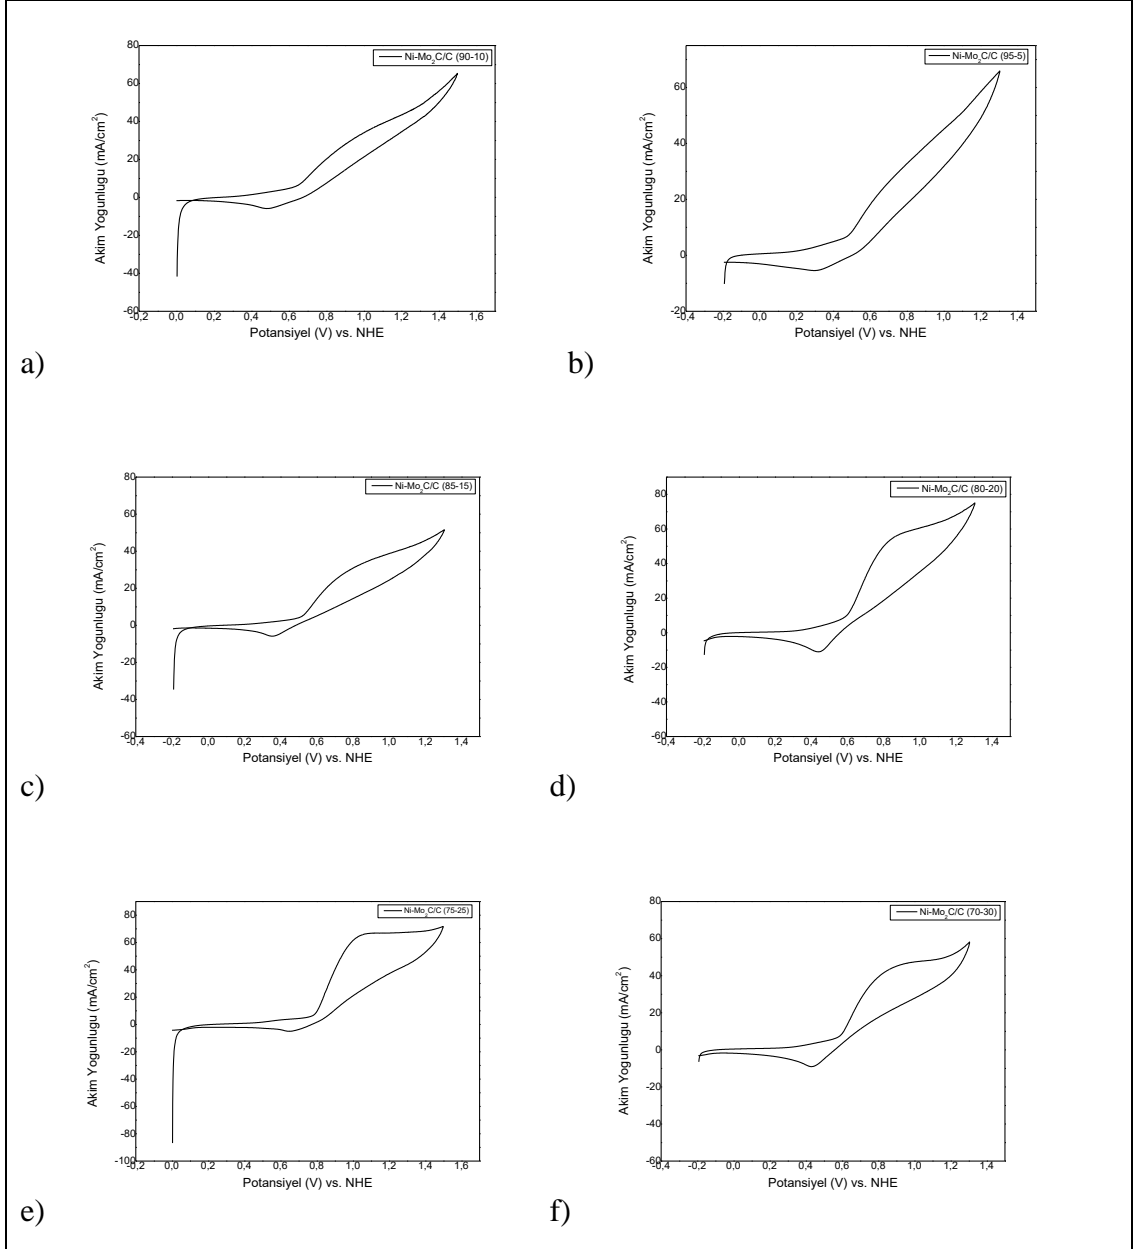 80
60
40
20
0
-20
-40
-60
-0,2 0,0 0,2 0,4 0,6 0,8 1,0 1,2 1,4 1,6
Akim Yogunlugu (mA/cm²)
Potansiyel (V) vs. NHE
Ni-Mo₂C/C (90-10)
a)
60
40
20
0
-20
-0,4 -0,2 0,0 0,2 0,4 0,6 0,8 1,0 1,2 1,4
Akim Yogunlugu (mA/cm²)
Potansiyel (V) vs. NHE
Ni-Mo₂C/C (95-5)
b)
80
60
40
20
0
-20
-40
-60
-0,4 -0,2 0,0 0,2 0,4 0,6 0,8 1,0 1,2 1,4
Akim Yogunlugu (mA/cm²)
Potansiyel (V) vs. NHE
Ni-Mo₂C/C (85-15)
c)
80
60
40
20
0
-20
-40
-60
-0,4 -0,2 0,0 0,2 0,4 0,6 0,8 1,0 1,2 1,4
Akim Yogunlugu (mA/cm²)
Potansiyel (V) vs. NHE
Ni-Mo₂C/C (80-20)
d)
100
80
60
40
20
0
-20
-40
-60
-80
-100
0,0 0,2 0,4 0,6 0,8 1,0 1,2 1,4 1,6
Akim Yogunlugu (mA/cm²)
Potansiyel (V) vs. NHE
Ni-Mo₂C/C (75-25)
e)
80
60
40
20
0
-20
-40
-60
-0,4 -0,2 0,0 0,2 0,4 0,6 0,8 1,0 1,2 1,4
Akim Yogunlugu (mA/cm²)
Potansiyel (V) vs. NHE
Ni-Mo₂C/C (70-30)
f)